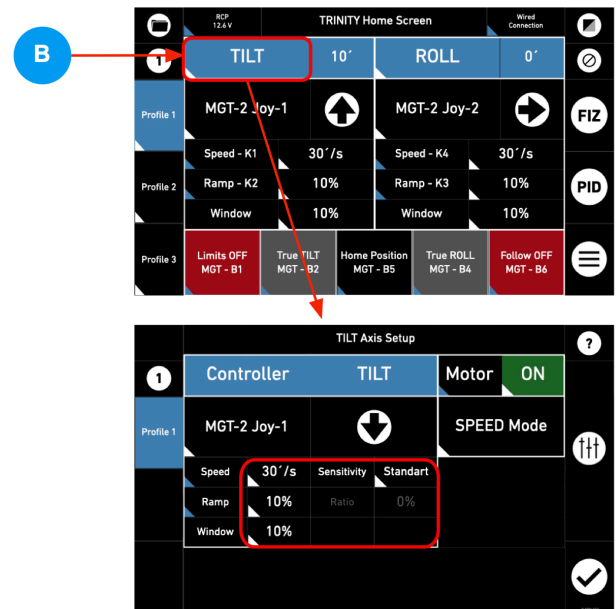 RCP
12.6 V
TRINITY Home Screen
Wired
Connection
B
1
TILT
10´
ROLL
0´
Profile 1
MGT-2 Joy-1
MGT-2 Joy-2
FIZ
Speed - K1
30´/s
Speed - K4
30´/s
Profile 2
Ramp - K2
10%
Ramp - K3
10%
PID
Window
10%
Window
10%
Profile 3
Limits OFF
MGT - B1
True TILT
MGT - B2
Home Position
MGT - B5
True ROLL
MGT - B4
Follow OFF
MGT - B6
TILT Axis Setup
?
1
Controller
TILT
Motor
ON
Profile 1
MGT-2 Joy-1
SPEED Mode
Speed
30´/s
Sensitivity
Standart
Ramp
10%
Ratio
0%
Window
10%